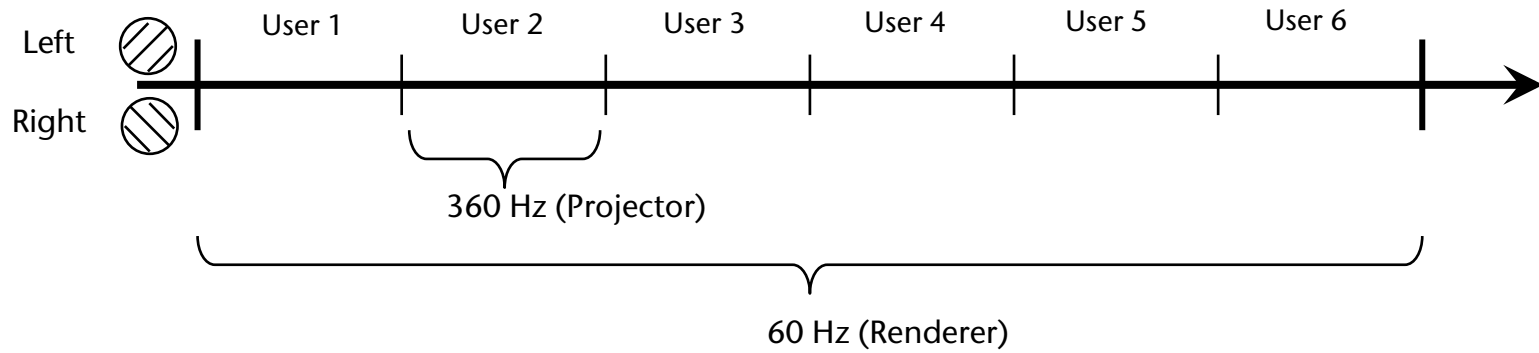 User 1
User 2
User 3
User 4
User 5
User 6
Left
Right
360 Hz (Projector)
60 Hz (Renderer)